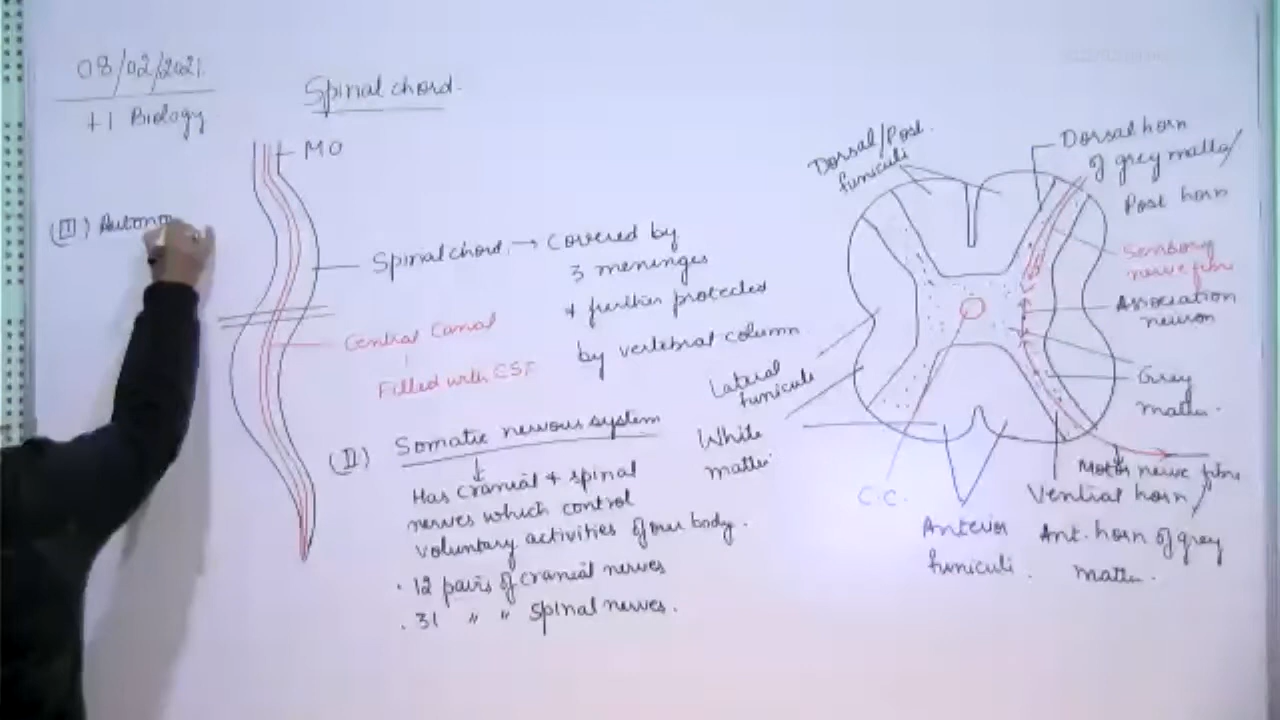 08/02/2021.
+1 Biology
Spinal chord.
MO
(III) Autono
Spinal chord → Covered by
3 meninges
+ further protected
by vertebral column
Central Canal
Filled with CSF
(II) Somatic nervous system
Has cranial + spinal
nerves which control
voluntary activities of our body.
. 12 pairs of cranial nerves
. 31 〃 〃 Spinal nerves.
Dorsal/Post.
funiculi
Dorsal horn
of grey matter/
Post horn
Sensory
nerve fibre
Association
neuron
Grey
matter.
Lateral
funiculi
White
matter
C.C.
Anterior
funiculi.
Motor nerve fibre
Ventral horn/
Ant. horn of grey
matter.